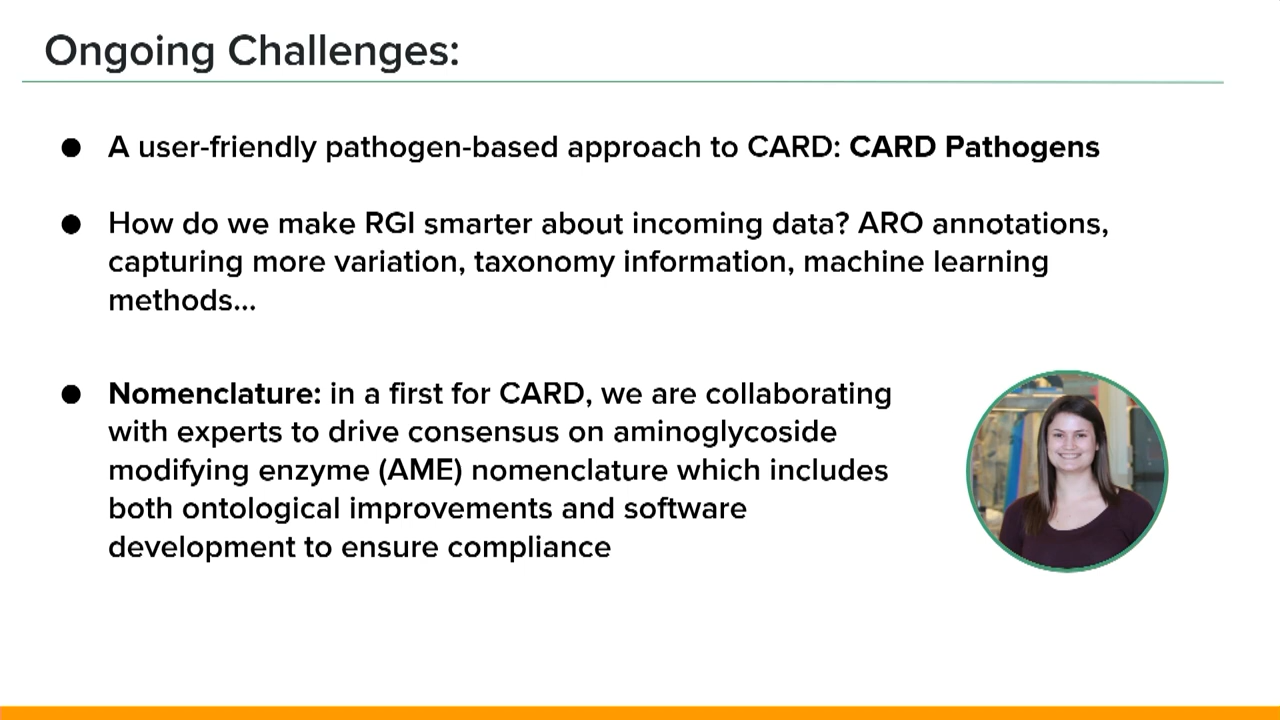 Ongoing Challenges:
● A user-friendly pathogen-based approach to CARD: CARD Pathogens
● How do we make RGI smarter about incoming data? ARO annotations,
capturing more variation, taxonomy information, machine learning
methods...
● Nomenclature: in a first for CARD, we are collaborating
with experts to drive consensus on aminoglycoside
modifying enzyme (AME) nomenclature which includes
both ontological improvements and software
development to ensure compliance